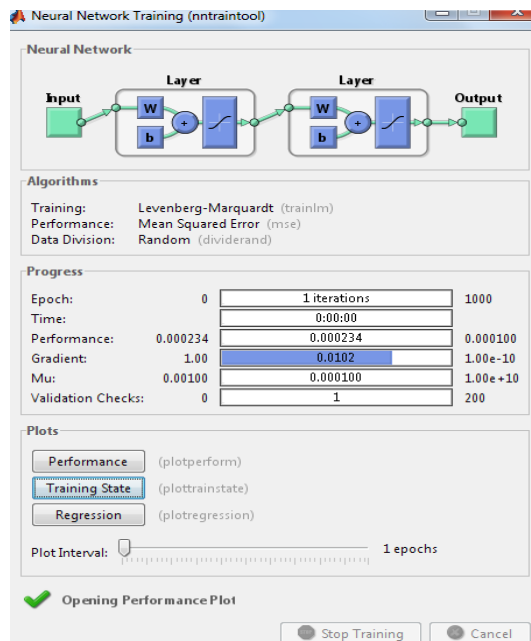 Neural Network Training (nntraintool)
Neural Network
Layer Layer
Input Output
W W
+ +
b b
Algorithms
Training: Levenberg-Marquardt (trainlm)
Performance: Mean Squared Error (mse)
Data Division: Random (dividerand)
Progress
Epoch: 0 1 iterations 1000
Time: 0:00:00
Performance: 0.000234 0.000234 0.000100
Gradient: 1.00 0.0102 1.00e-10
Mu: 0.00100 0.000100 1.00e+10
Validation Checks: 0 1 200
Plots
Performance (plotperform)
Training State (plottrainstate)
Regression (plotregression)
Plot Interval: 1 epochs
Opening Performance Plot
Stop Training Cancel